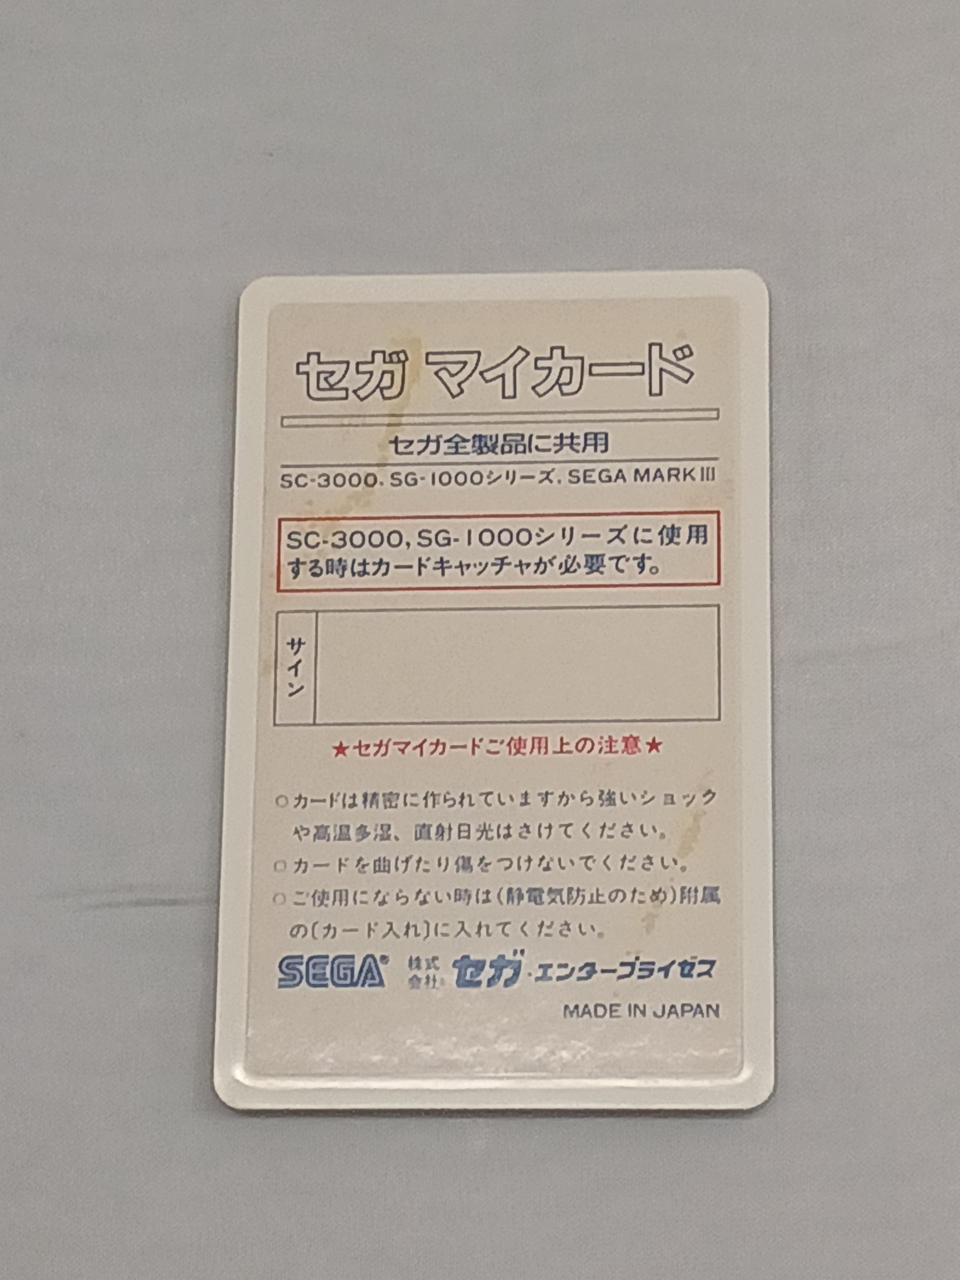 セガ マイカード
セガ全製品に共用
SC-3000, SG-1000シリーズ, SEGA MARK III
SC-3000, SG-1000シリーズに使用
する時はカードキャッチャが必要です。
サイン
★セガマイカードご使用上の注意★
○カードは精密に作られていますから強いショック
や高温多湿、直射日光はさけてください。
○カードを曲げたり傷をつけないでください。
○ご使用にならない時は(静電気防止のため)附属
の〔カード入れ〕に入れてください。
SEGA® 株式会社 セガ・エンタープライゼス
MADE IN JAPAN